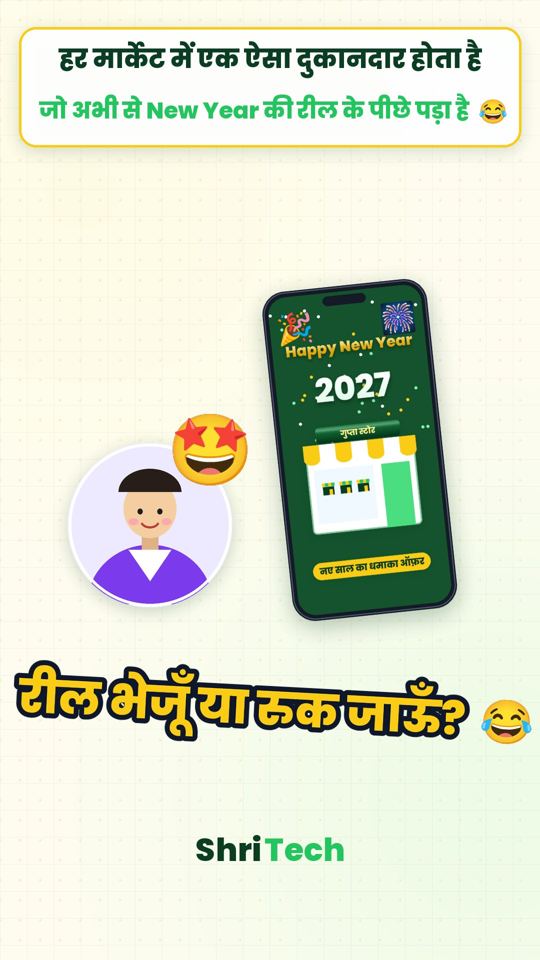 हर मार्केट में एक ऐसा दुकानदार होता है
जो अभी से New Year की रील के पीछे पड़ा है 😂
Happy New Year
2027
गुप्ता स्टोर
नए साल का धमाका ऑफ़र
रील भेजूँ या रुक जाऊँ? 😂
ShriTech